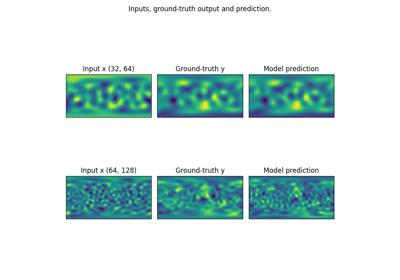 Inputs, ground-truth output and prediction.
Input x (32, 64)
Ground-truth y
Model prediction
Input x (64, 128)
Ground-truth y
Model prediction